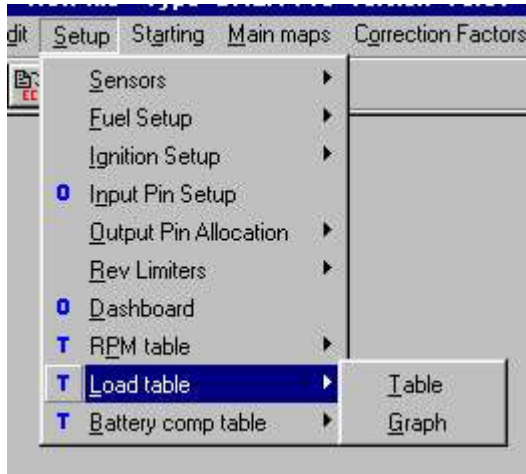 dit Setup Starting Main maps Correction Factors
Sensors
Fuel Setup
Ignition Setup
O Input Pin Setup
Output Pin Allocation
Rev Limiters
O Dashboard
T RPM table
T Load table Table
T Battery comp table Graph